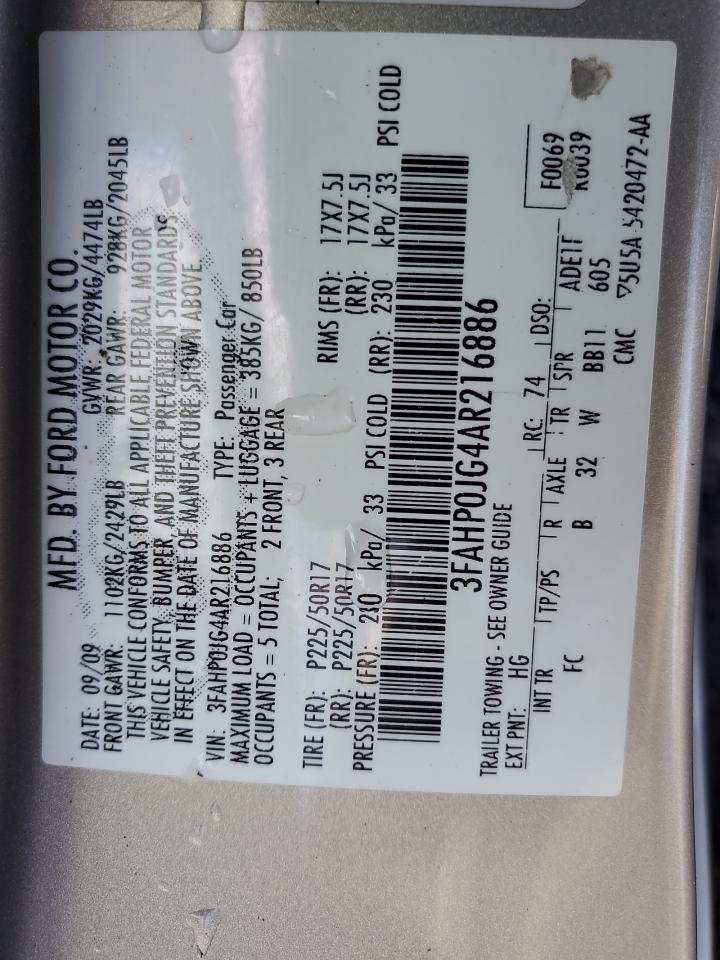 MFD. BY FORD MOTOR CO.
DATE: 09/09 GVWR: 2029KG/4474LB
FRONT GAWR: 1102KG/2429LB REAR GAWR: 928KG/2045LB
THIS VEHICLE CONFORMS TO ALL APPLICABLE FEDERAL MOTOR
VEHICLE SAFETY, BUMPER, AND THEFT PREVENTION STANDARDS
IN EFFECT ON THE DATE OF MANUFACTURE SHOWN ABOVE.
VIN: 3FAHP0JG4AR216886 TYPE: Passenger Car
MAXIMUM LOAD = OCCUPANTS + LUGGAGE = 385KG/ 850LB
OCCUPANTS = 5 TOTAL; 2 FRONT, 3 REAR
TIRE (FR): P225/50R17 RIMS (FR): 17X7.5J
(RR): P225/50R17 (RR): 17X7.5J
PRESSURE (FR): 230 kPa/ 33 PSI COLD (RR): 230 kPa/ 33 PSI COLD
3FAHP0JG4AR216886
TRAILER TOWING - SEE OWNER GUIDE
EXT PNT: HG RC: 74 DSO: F0069
K0039
INT TR TP/PS R AXLE TR SPR
FC B 32 W BB11 605
CMC 5U5A-5420472-AA